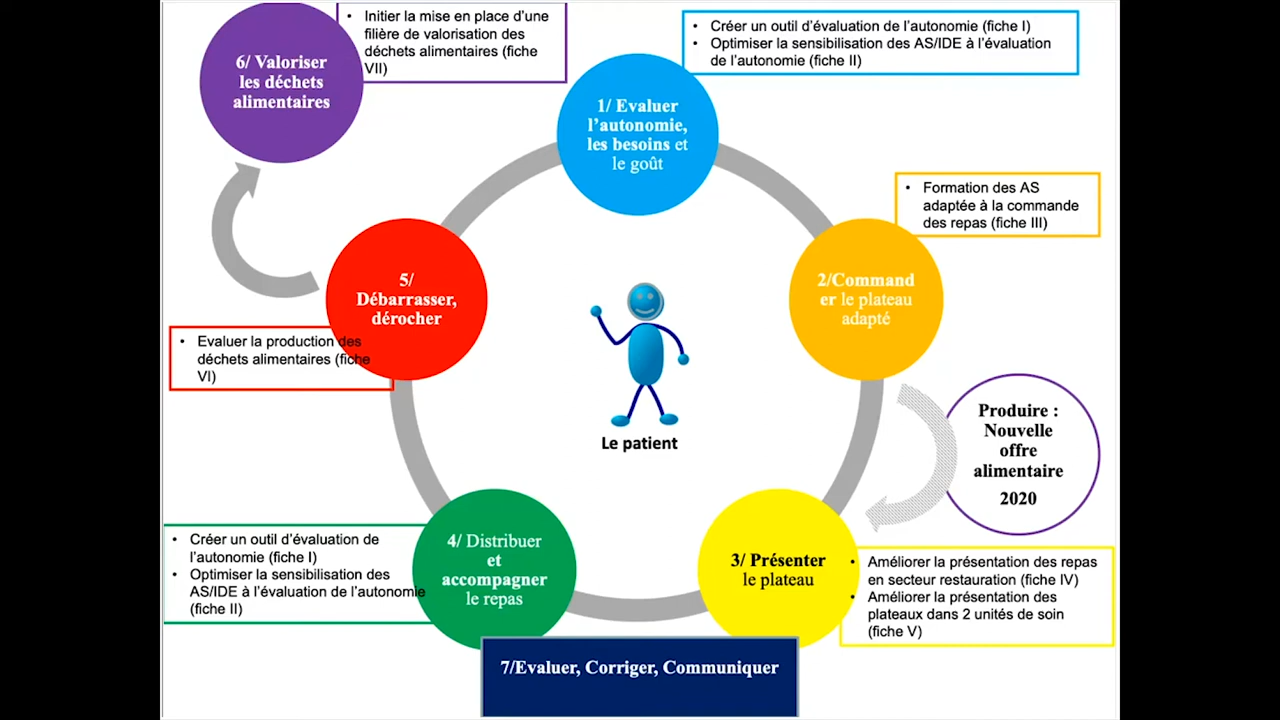 6/ Valoriser
les déchets
alimentaires
• Initier la mise en place d’une
filière de valorisation des
déchets alimentaires (fiche
VII)
• Créer un outil d’évaluation de l’autonomie (fiche I)
• Optimiser la sensibilisation des AS/IDE à l’évaluation
de l’autonomie (fiche II)
1/ Evaluer
l’autonomie,
les besoins et
le goût
• Formation des AS
adaptée à la commande
des repas (fiche III)
2/Command
er le plateau
adapté
5/
Débarrasser,
dérocher
• Evaluer la production des
déchets alimentaires (fiche
VI)
Le patient
Produire :
Nouvelle
offre
alimentaire
2020
• Créer un outil d’évaluation de
l’autonomie (fiche I)
• Optimiser la sensibilisation des
AS/IDE à l’évaluation de l’autonomie
(fiche II)
4/ Distribuer
et
accompagner
le repas
3/ Présenter
le plateau
• Améliorer la présentation des repas
en secteur restauration (fiche IV)
• Améliorer la présentation des
plateaux dans 2 unités de soin
(fiche V)
7/Evaluer, Corriger, Communiquer